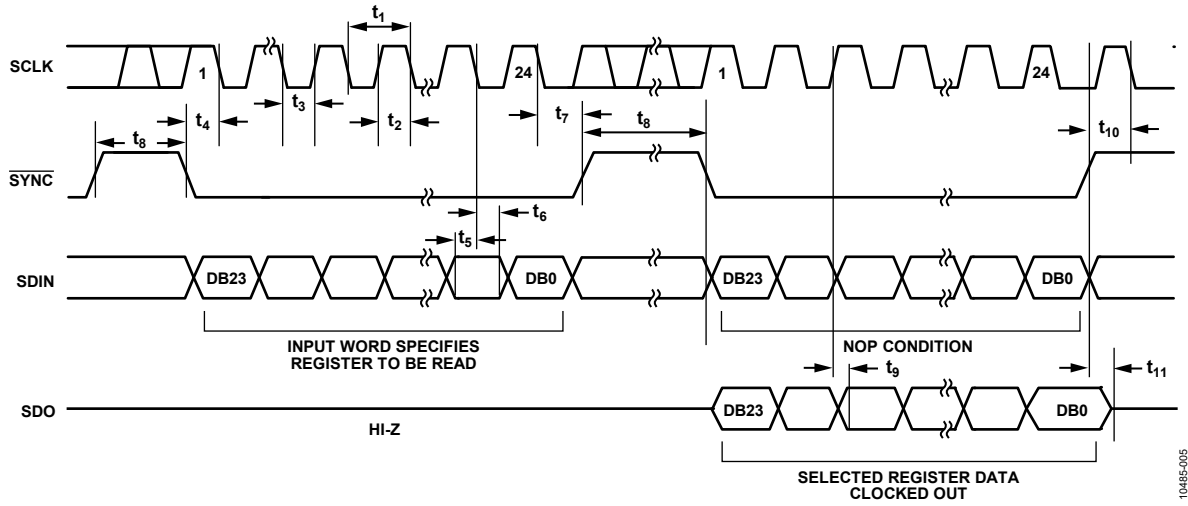 t1
SCLK
1
24
1
24
t4
t3
t2
t7
t8
t10
t8
SYNC
t6
t5
SDIN
DB23
DB0
DB23
DB0
INPUT WORD SPECIFIES
REGISTER TO BE READ
NOP CONDITION
t9
t11
SDO
DB23
DB0
HI-Z
SELECTED REGISTER DATA
CLOCKED OUT
10485-005